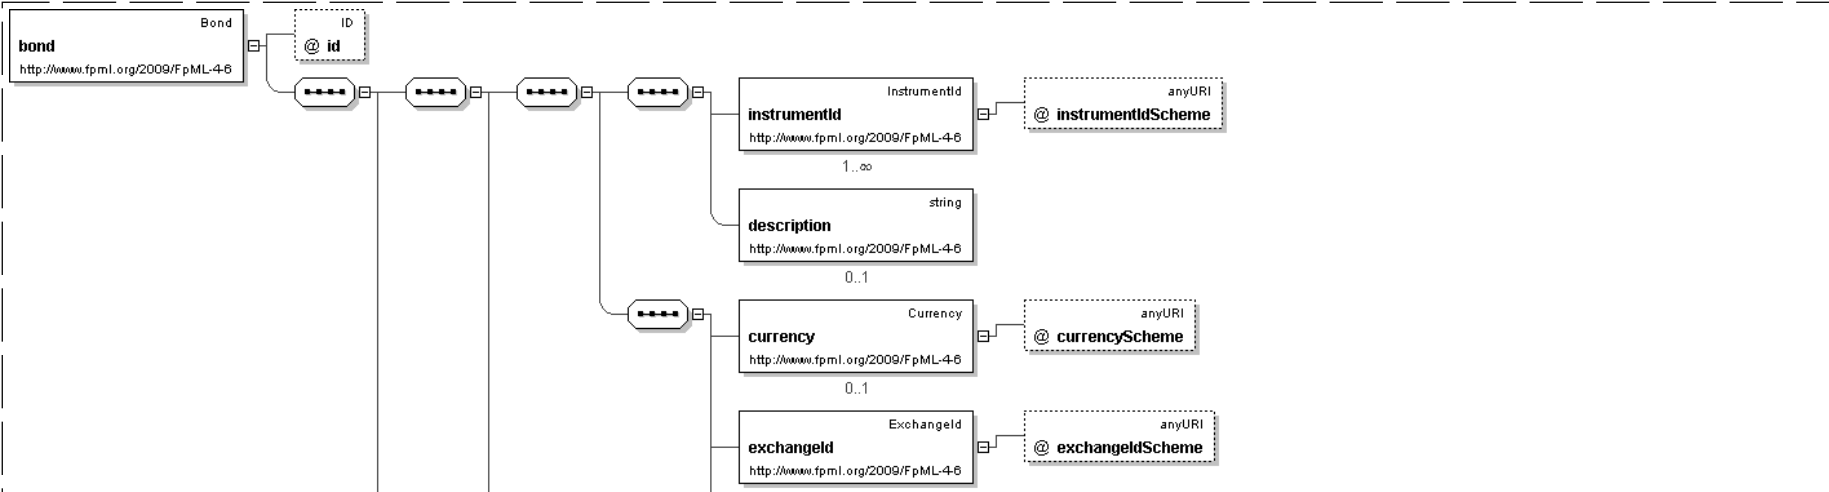 Bond
bond
http://www.fpml.org/2009/FpML-4-6
ID
@ id
InstrumentId
instrumentId
http://www.fpml.org/2009/FpML-4-6
1..∞
anyURI
@ instrumentIdScheme
string
description
http://www.fpml.org/2009/FpML-4-6
0..1
Currency
currency
http://www.fpml.org/2009/FpML-4-6
0..1
anyURI
@ currencyScheme
ExchangeId
exchangeId
http://www.fpml.org/2009/FpML-4-6
anyURI
@ exchangeIdScheme